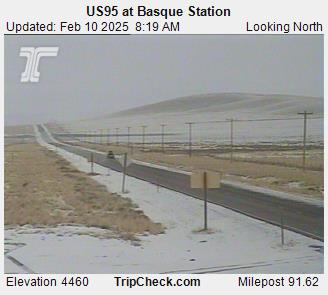 US95 at Basque Station
Updated: Feb 10 2025 8:19 AM Looking North
Elevation 4460 TripCheck.com Milepost 91.62